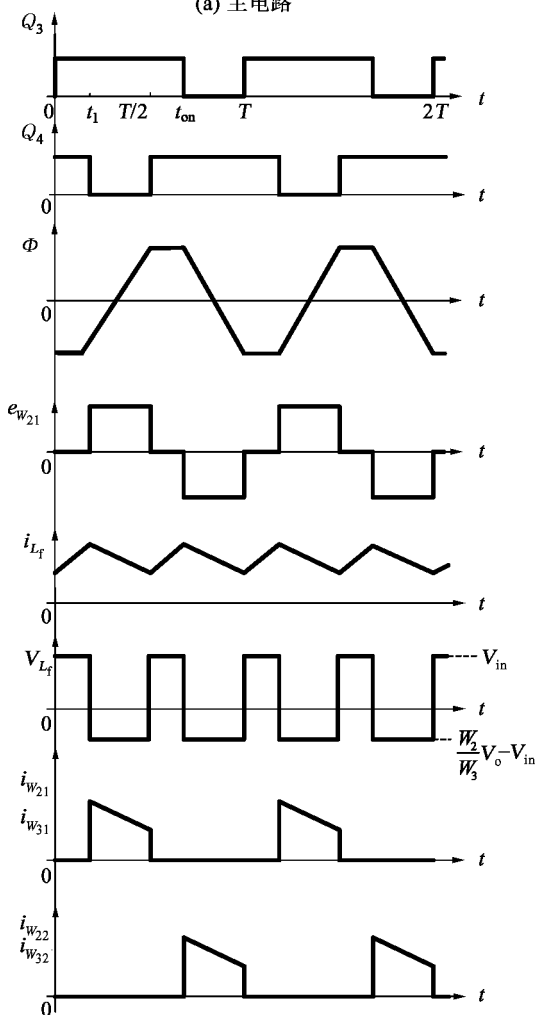 (a) 主电路
Q3
0 t1 T/2 ton T 2T t
Q4
0 t
Φ
0 t
eW21
0 t
iLf
0 t
VLf
Vin
0 t
W2/W3 Vo−Vin
iW21
iW31
0 t
iW22
iW32
0 t